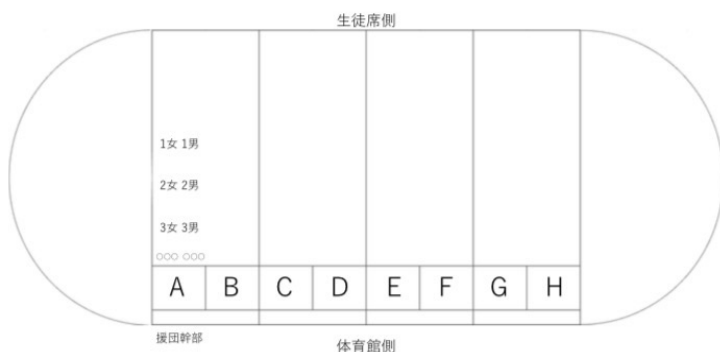 生徒席側
1女 1男
2女 2男
3女 3男
○○○ ○○○
A B C D E F G H
援団幹部
体育館側